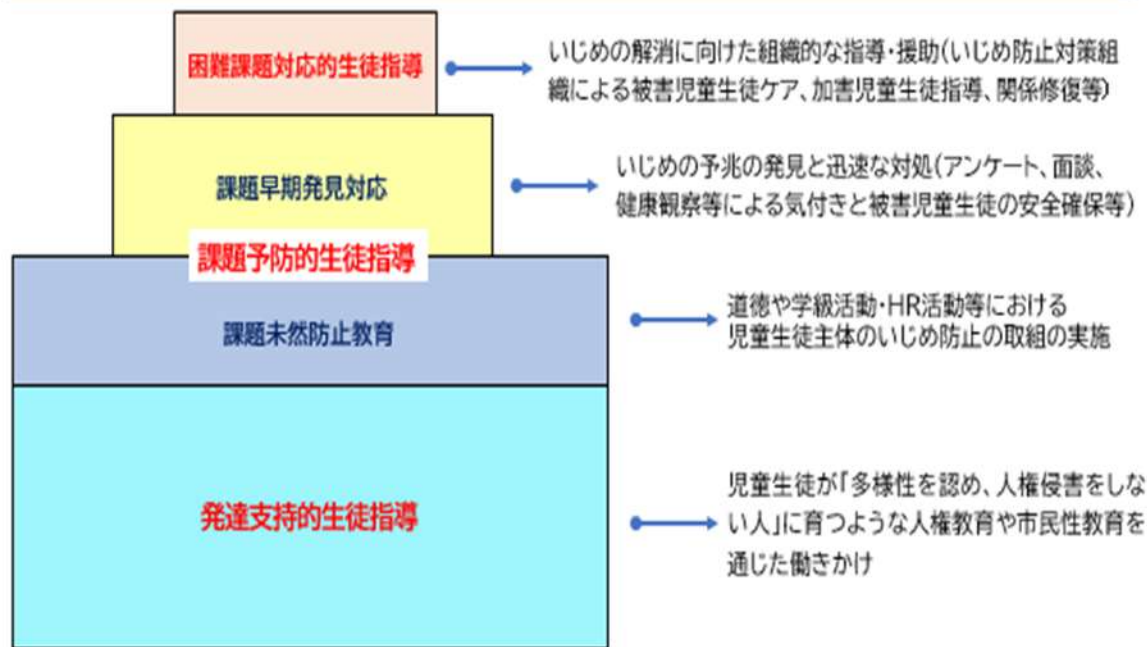 困難課題対応的生徒指導
いじめの解消に向けた組織的な指導・援助(いじめ防止対策組
織による被害児童生徒ケア、加害児童生徒指導、関係修復等)
課題早期発見対応
いじめの予兆の発見と迅速な対処(アンケート、面談、
健康観察等による気付きと被害児童生徒の安全確保等)
課題予防的生徒指導
課題未然防止教育
道徳や学級活動・HR活動等における
児童生徒主体のいじめ防止の取組の実施
発達支持的生徒指導
児童生徒が「多様性を認め、人権侵害をしな
い人」に育つような人権教育や市民性教育を
通じた働きかけ